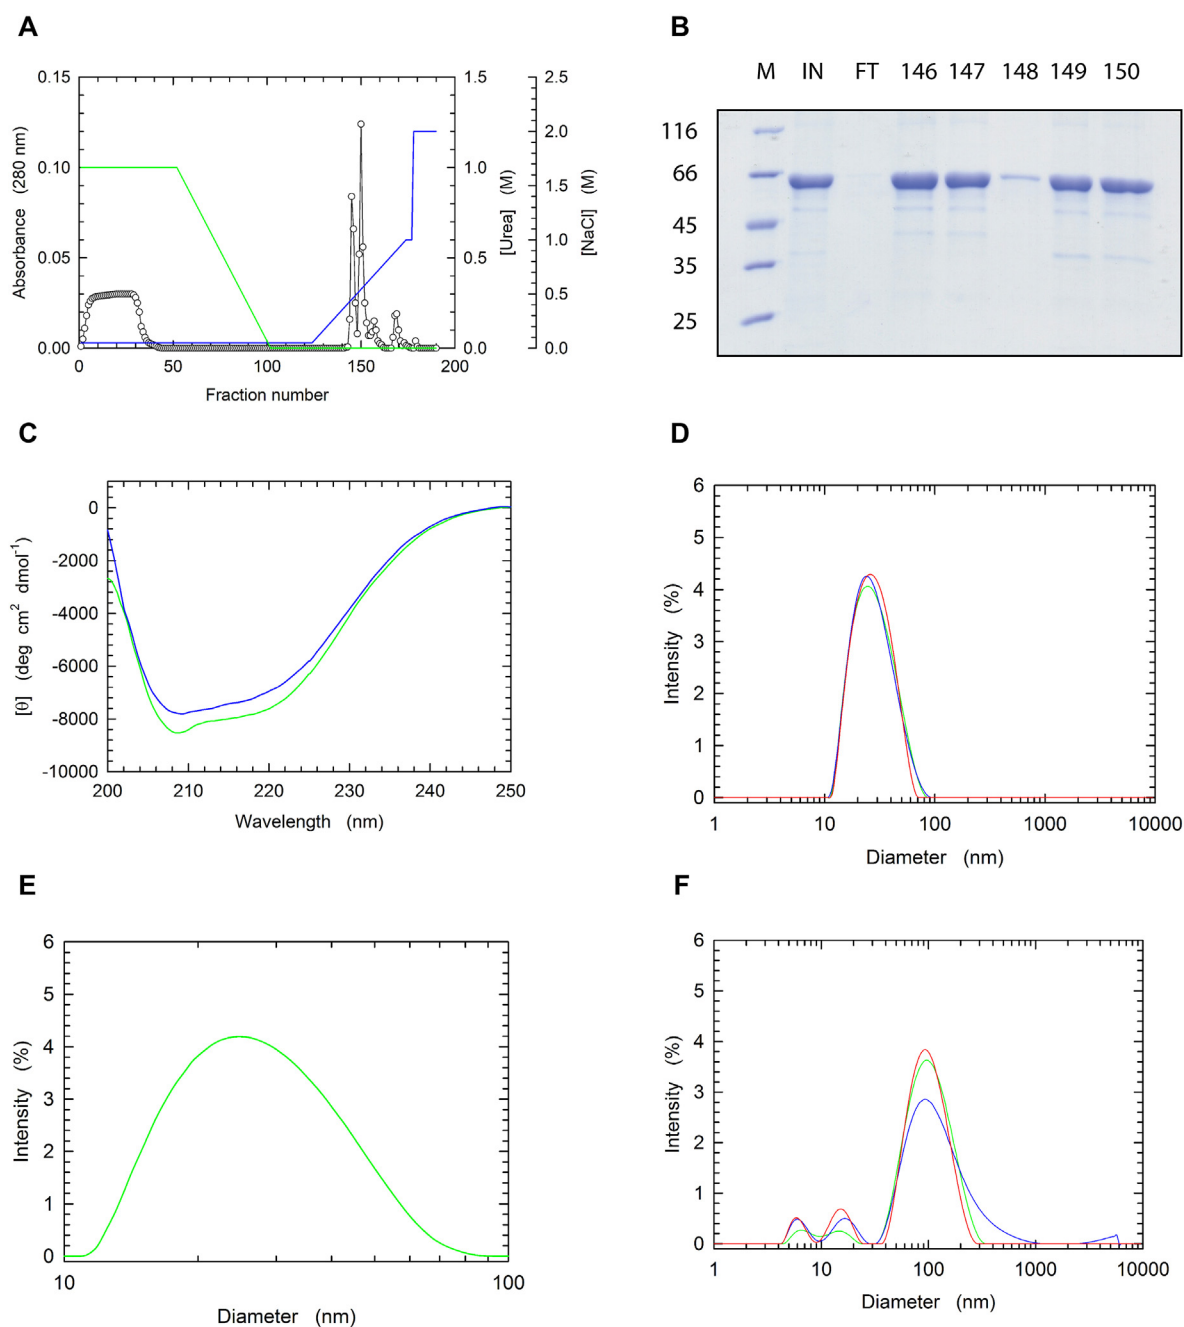 A
0.15
0.10
0.05
0.00
Absorbance (280 nm)
0 50 100 150 200
Fraction number
1.5
1.0
0.5
0.0
[Urea] (M)
2.5
2.0
1.5
1.0
0.5
0.0
[NaCl] (M)
B
M IN FT 146 147 148 149 150
116
66
45
35
25
C
0
-2000
-4000
-6000
-8000
-10000
[θ] (deg cm² dmol⁻¹)
200 210 220 230 240 250
Wavelength (nm)
D
6
5
4
3
2
1
0
Intensity (%)
1 10 100 1000 10000
Diameter (nm)
E
6
5
4
3
2
1
0
Intensity (%)
10 100
Diameter (nm)
F
6
5
4
3
2
1
0
Intensity (%)
1 10 100 1000 10000
Diameter (nm)